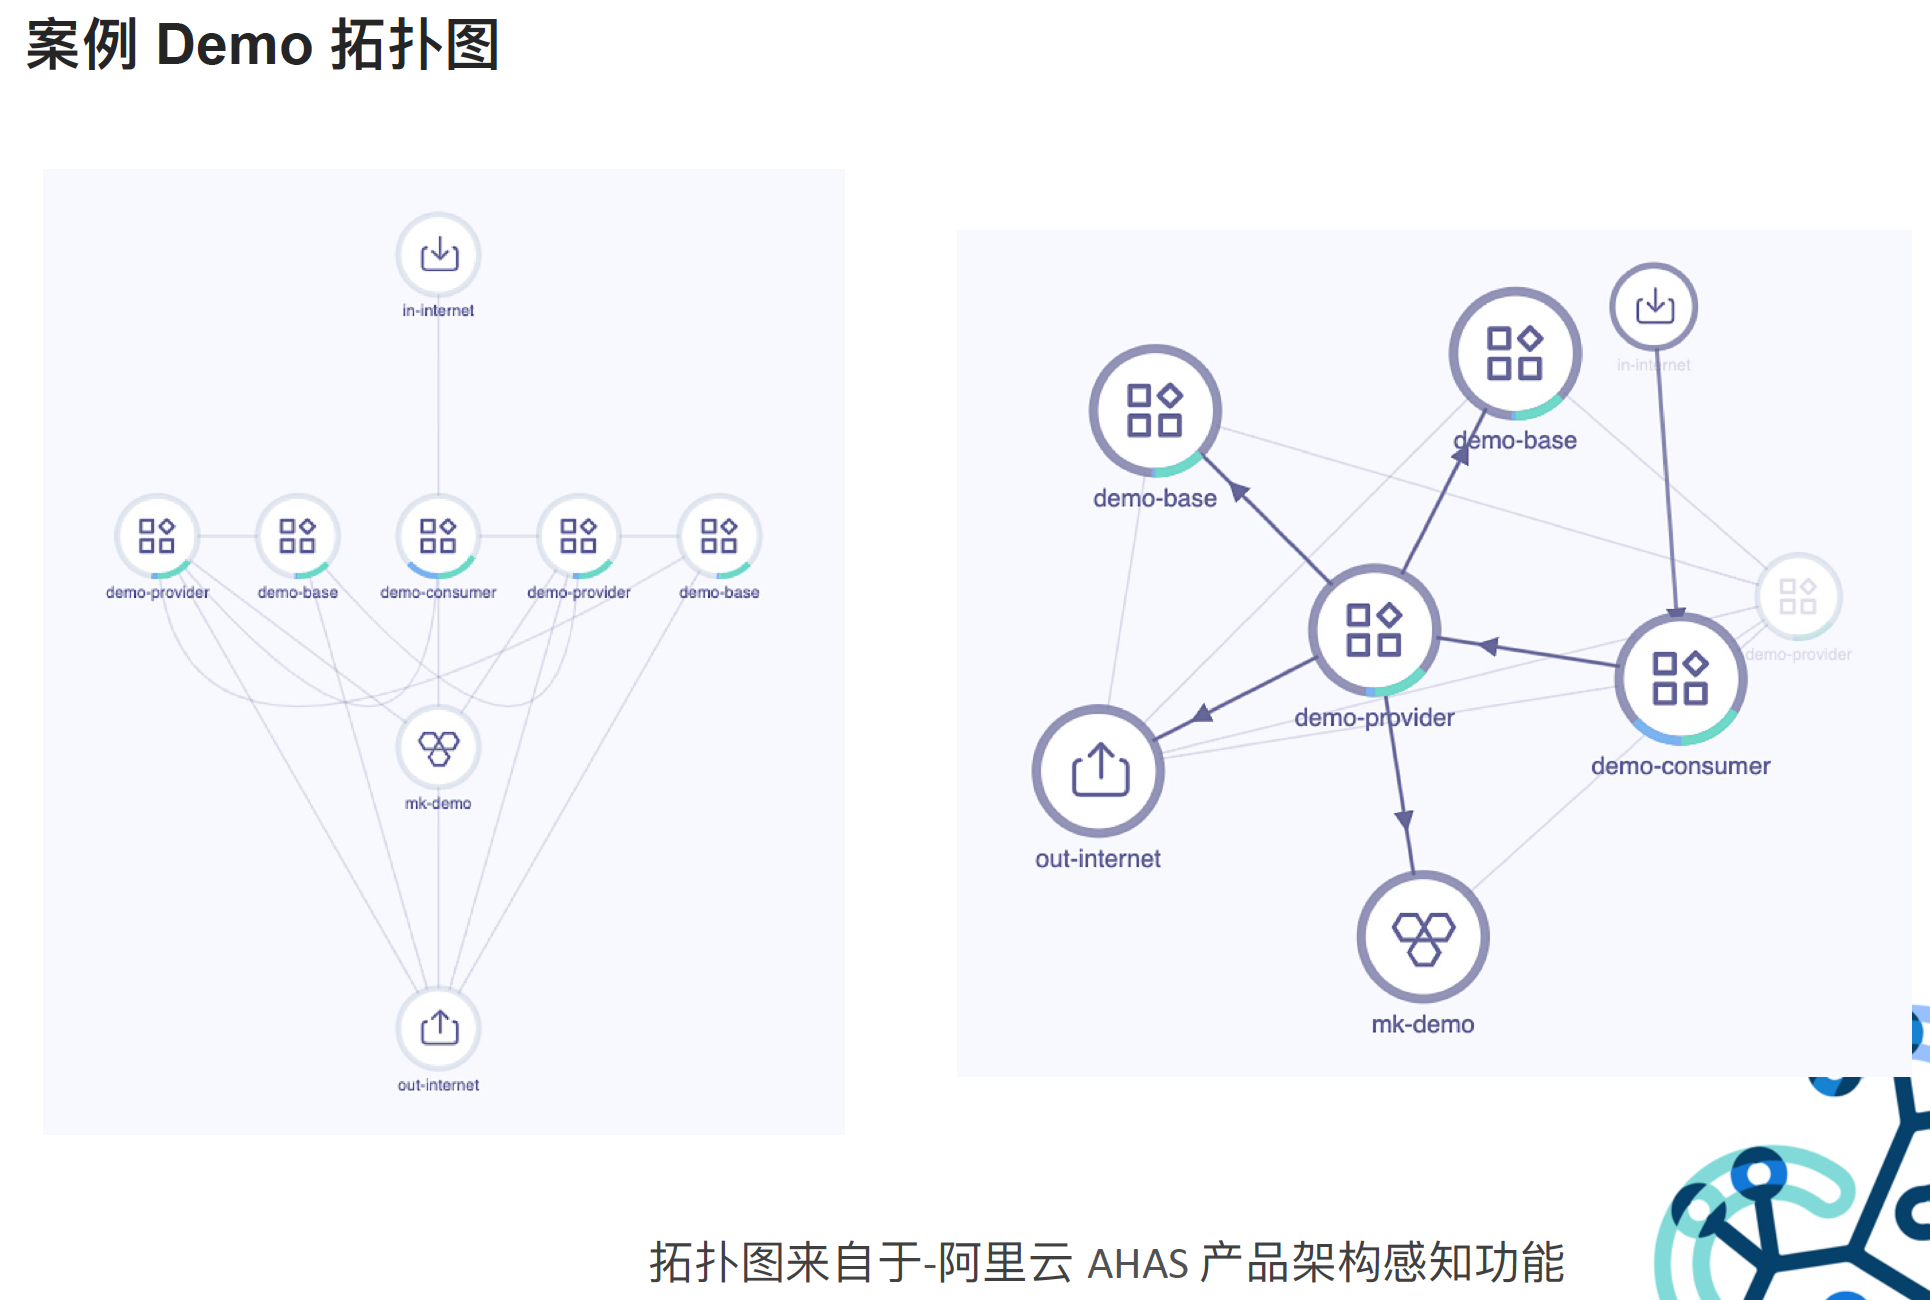 案例 Demo 拓扑图
in-internet
demo-provider
demo-base
demo-consumer
demo-provider
demo-base
mk-demo
out-internet
in-internet
demo-base
demo-base
demo-provider
demo-provider
demo-consumer
out-internet
mk-demo
拓扑图来自于-阿里云 AHAS 产品架构感知功能